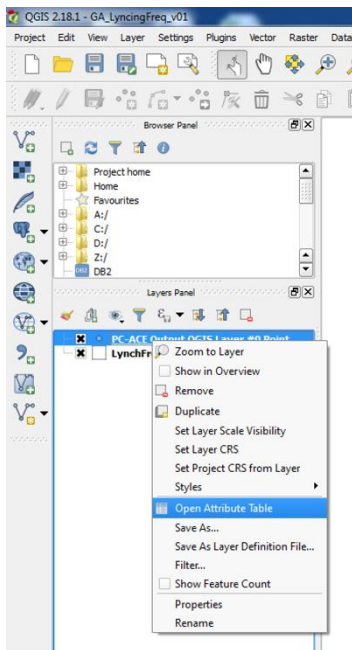 QGIS 2.18.1 - GA_LyncingFreq_v01
Project Edit View Layer Settings Plugins Vector Raster Data
Browser Panel
Project home
Home
Favourites
A:/
C:/
D:/
Z:/
DB2
Layers Panel
PC-ACE Output QGIS Layer #0 Point
LynchFr
Zoom to Layer
Show in Overview
Remove
Duplicate
Set Layer Scale Visibility
Set Layer CRS
Set Project CRS from Layer
Styles
Open Attribute Table
Save As...
Save As Layer Definition File...
Filter...
Show Feature Count
Properties
Rename